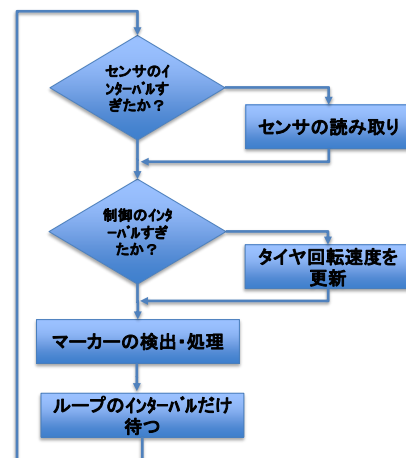 センサのイ
ンターバルす
ぎたか？
センサの読み取り
制御のインタ
ーバルすぎ
たか？
タイヤ回転速度を
更新
マーカーの検出・処理
ループのインターバルだけ
待つ